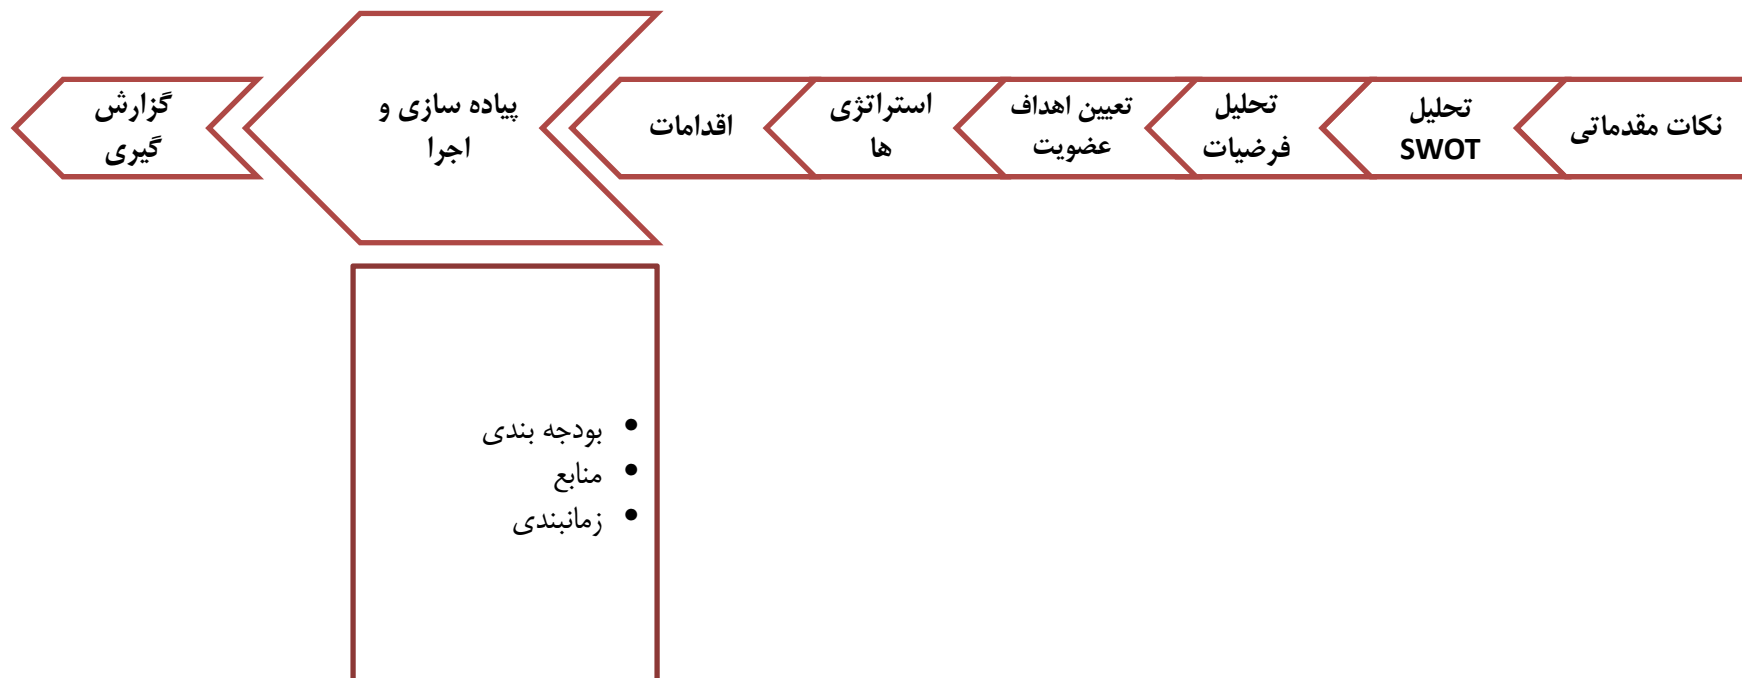 نکات مقدماتی
تحلیل
SWOT
تحلیل
فرضیات
تعیین اهداف
عضویت
استراتژی
ها
اقدامات
پیاده سازی و
اجرا
گزارش
گیری
• بودجه بندی
• منابع
• زمانبندی